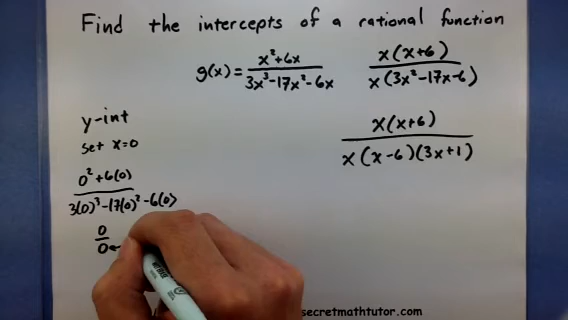 Find the intercepts of a rational function
g(x) = x²+6x / 3x³-17x²-6x
x(x+6) / x(3x²-17x-6)
x(x+6) / x(x-6)(3x+1)
y-int
set x=0
0²+6(0) / 3(0)³-17(0)²-6(0)
0 / 0
secretmathtutor.com